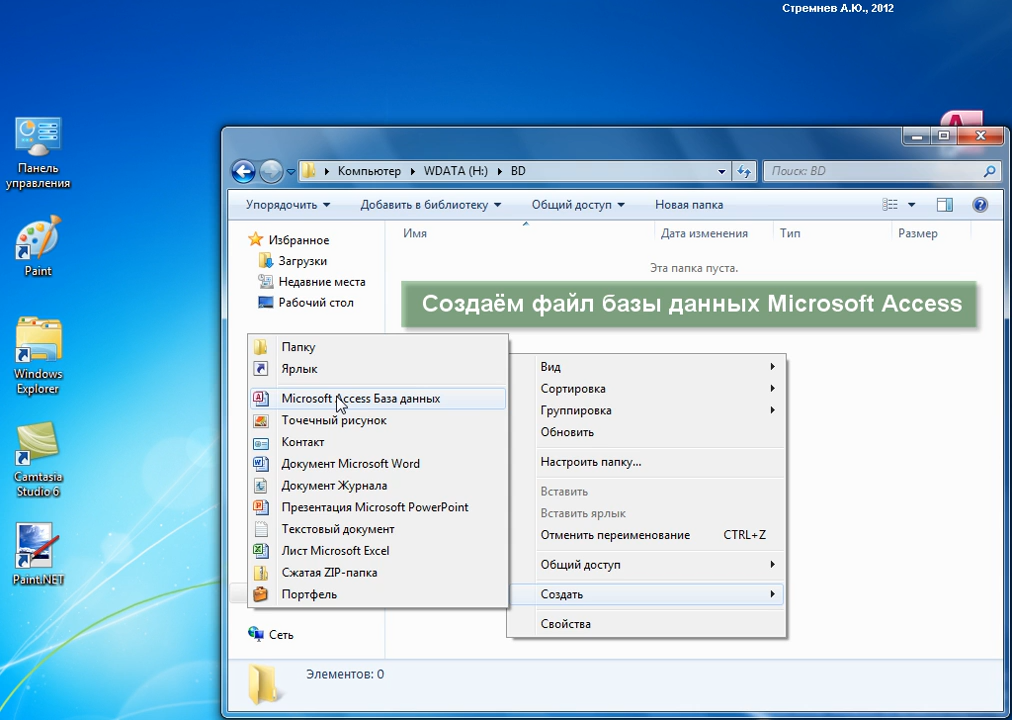 Стремнев А.Ю., 2012
Панель
управления
Paint
Windows
Explorer
Camtasia
Studio 6
Paint.NET
Компьютер
WDATA (H:)
BD
Поиск: BD
Упорядочить
Добавить в библиотеку
Общий доступ
Новая папка
Имя
Дата изменения
Тип
Размер
Эта папка пуста.
Избранное
Загрузки
Недавние места
Рабочий стол
Создаём файл базы данных Microsoft Access
Папку
Ярлык
Microsoft Access База данных
Точечный рисунок
Контакт
Документ Microsoft Word
Документ Журнала
Презентация Microsoft PowerPoint
Текстовый документ
Лист Microsoft Excel
Сжатая ZIP-папка
Портфель
Вид
Сортировка
Группировка
Обновить
Настроить папку...
Вставить
Вставить ярлык
Отменить переименование CTRL+Z
Общий доступ
Создать
Свойства
Сеть
Элементов: 0